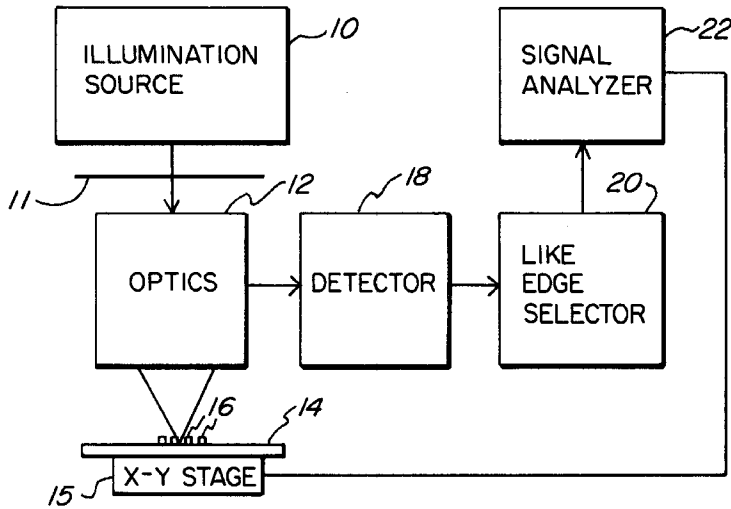 10
ILLUMINATION
SOURCE
22
SIGNAL
ANALYZER
11
12
OPTICS
18
DETECTOR
20
LIKE
EDGE
SELECTOR
16
14
X-Y STAGE
15